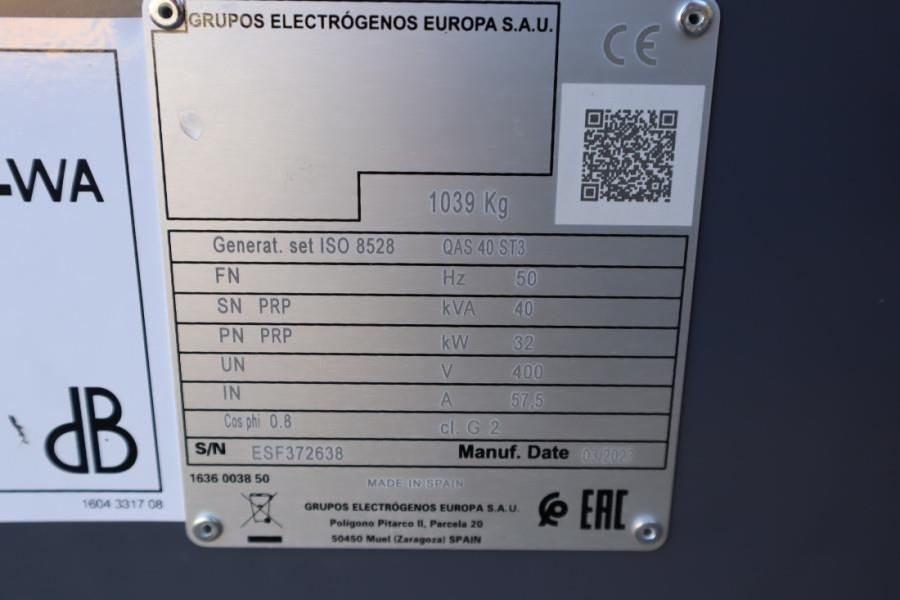 GRUPOS ELECTRÓGENOS EUROPA S.A.U.
CE
-WA
1039 Kg
Generat. set ISO 8528 QAS 40 ST3
FN Hz 50
SN PRP kVA 40
PN PRP kW 32
UN V 400
IN A 57,5
Cos phi 0.8 cl. G 2
dB
S/N ESF372638 Manuf. Date 03/202
1636 0038 50
MADE IN SPAIN
1604 3317 08
GRUPOS ELECTRÓGENOS EUROPA S.A.U.
Polígono Pitarco II, Parcela 20
50450 Muel (Zaragoza) SPAIN
EAC